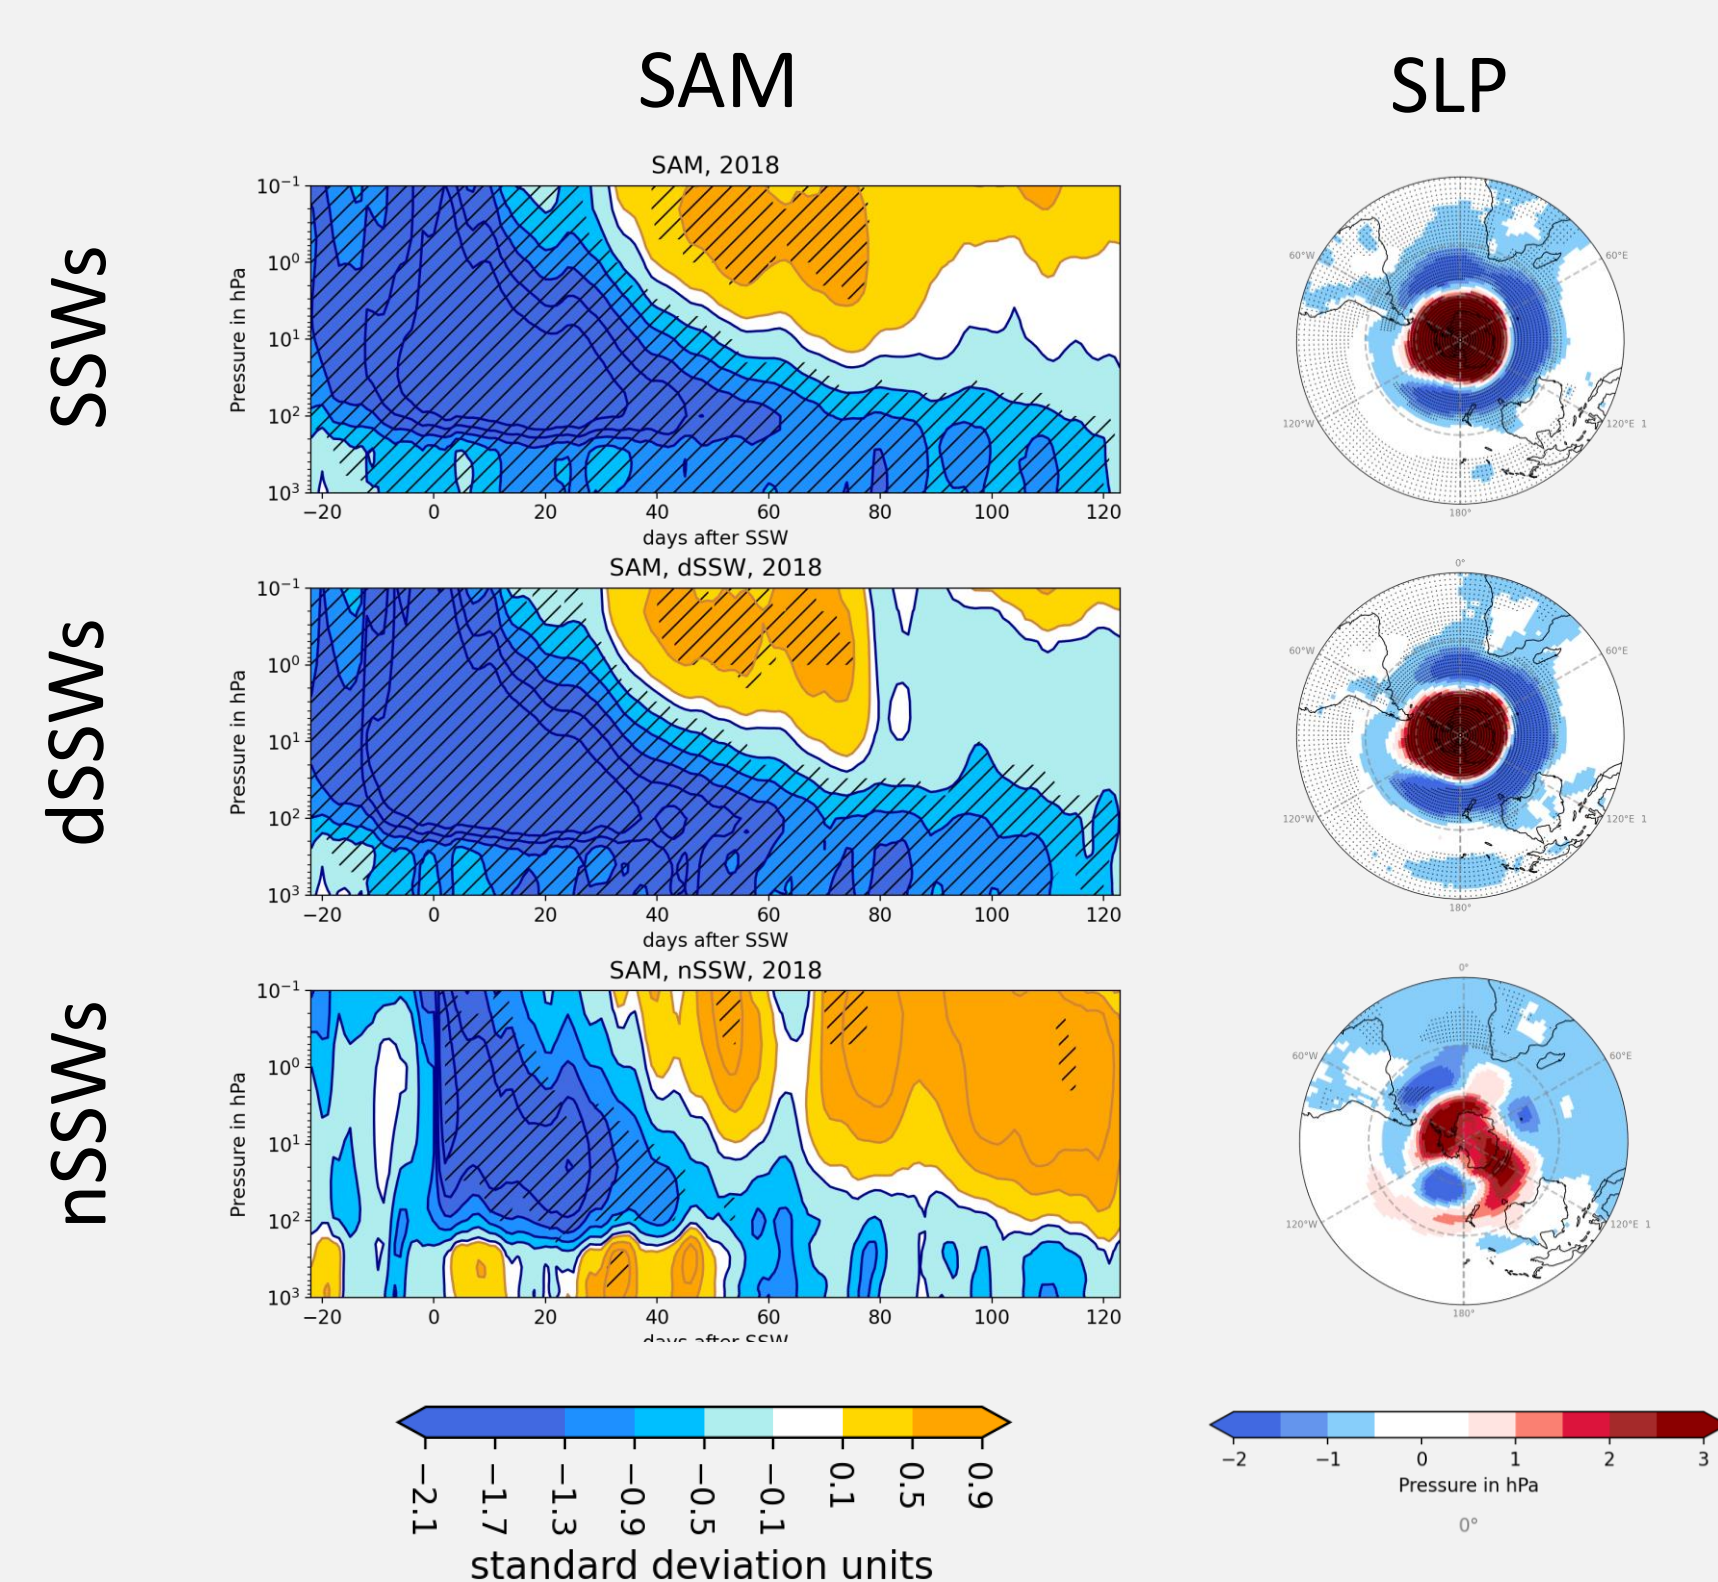 SAM
SLP
SSWs
dSSWs
nSSWs
SAM, 2018
Pressure in hPa
10⁻¹
10⁰
10¹
10²
10³
−20 0 20 40 60 80 100 120
days after SSW
60°W
60°E
120°W
120°E 1
180°
SAM, dSSW, 2018
Pressure in hPa
10⁻¹
10⁰
10¹
10²
10³
−20 0 20 40 60 80 100 120
days after SSW
0°
60°W
60°E
120°W
120°E 1
180°
SAM, nSSW, 2018
Pressure in hPa
10⁻¹
10⁰
10¹
10²
10³
−20 0 20 40 60 80 100 120
days after SSW
0°
60°W
60°E
120°W
120°E 1
180°
−2.1 −1.7 −1.3 −0.9 −0.5 −0.1 0.1 0.5 0.9
standard deviation units
−2 −1 0 1 2 3
Pressure in hPa
0°